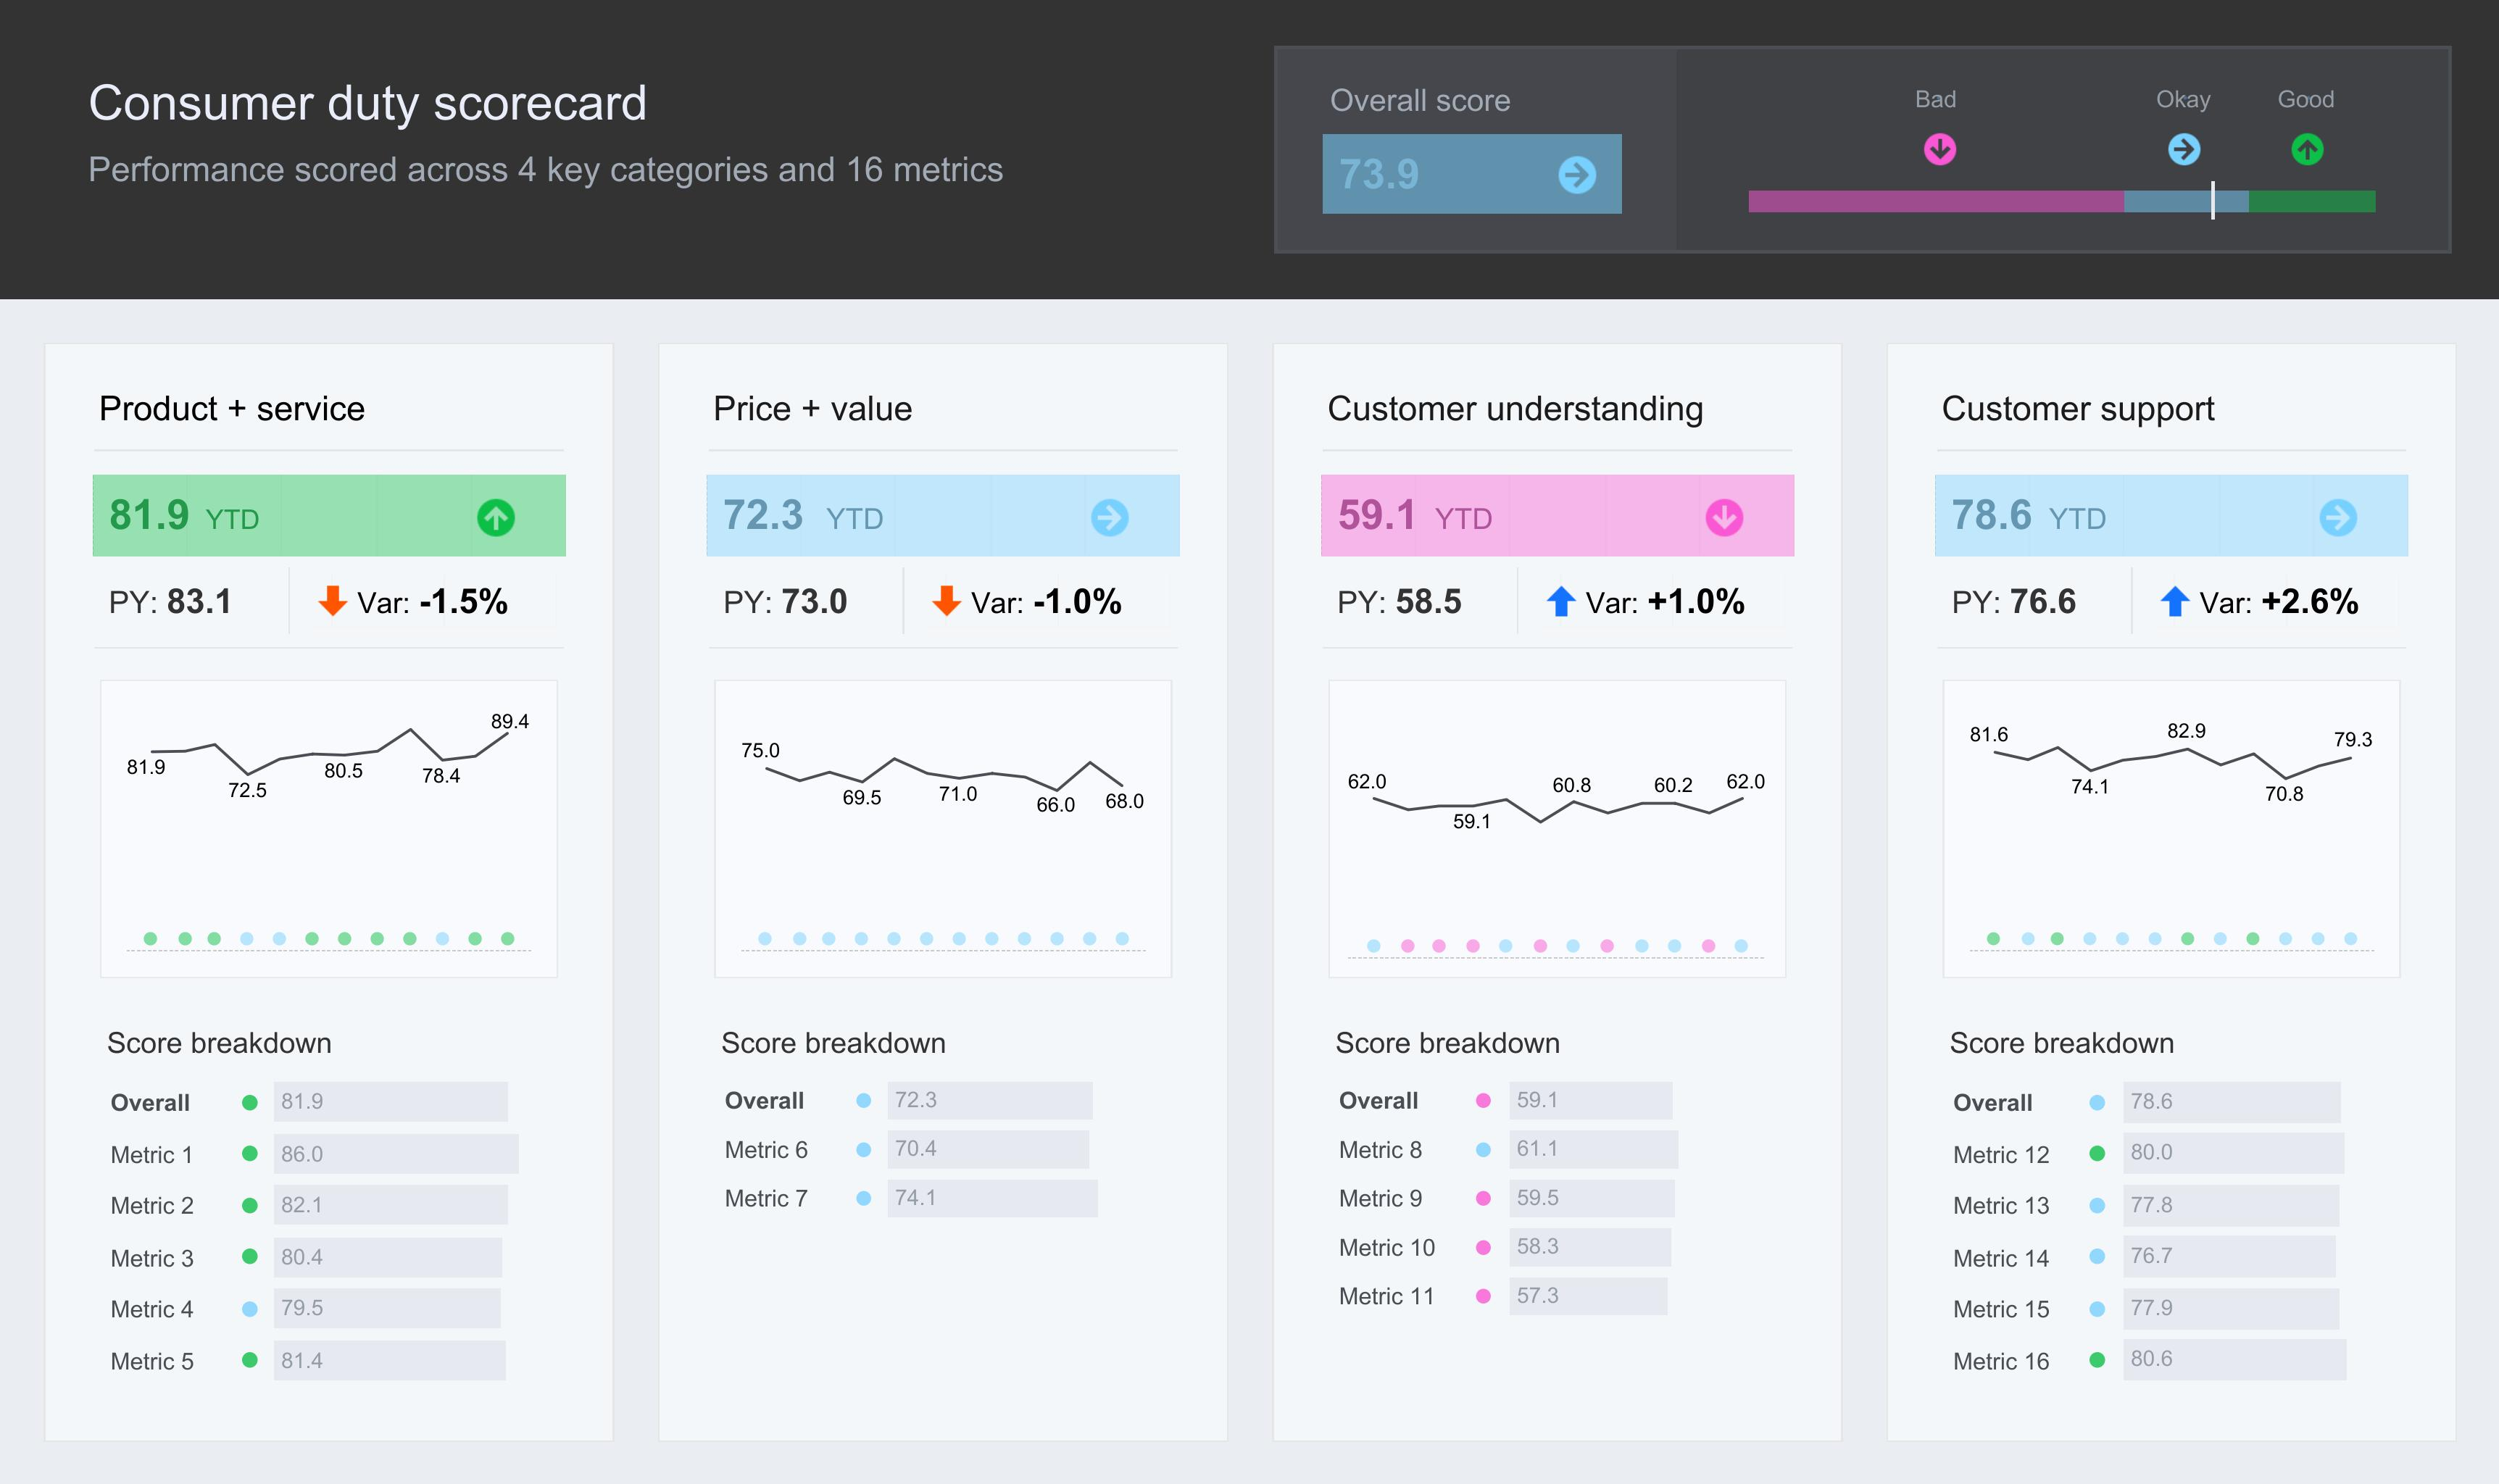 Consumer duty scorecard
Performance scored across 4 key categories and 16 metrics
Overall score
73.9
Bad Okay Good
Product + service
81.9 YTD
PY: 83.1 Var: -1.5%
81.9 72.5 80.5 78.4 89.4
Score breakdown
Overall 81.9
Metric 1 86.0
Metric 2 82.1
Metric 3 80.4
Metric 4 79.5
Metric 5 81.4
Price + value
72.3 YTD
PY: 73.0 Var: -1.0%
75.0 69.5 71.0 66.0 68.0
Score breakdown
Overall 72.3
Metric 6 70.4
Metric 7 74.1
Customer understanding
59.1 YTD
PY: 58.5 Var: +1.0%
62.0 59.1 60.8 60.2 62.0
Score breakdown
Overall 59.1
Metric 8 61.1
Metric 9 59.5
Metric 10 58.3
Metric 11 57.3
Customer support
78.6 YTD
PY: 76.6 Var: +2.6%
81.6 74.1 82.9 70.8 79.3
Score breakdown
Overall 78.6
Metric 12 80.0
Metric 13 77.8
Metric 14 76.7
Metric 15 77.9
Metric 16 80.6